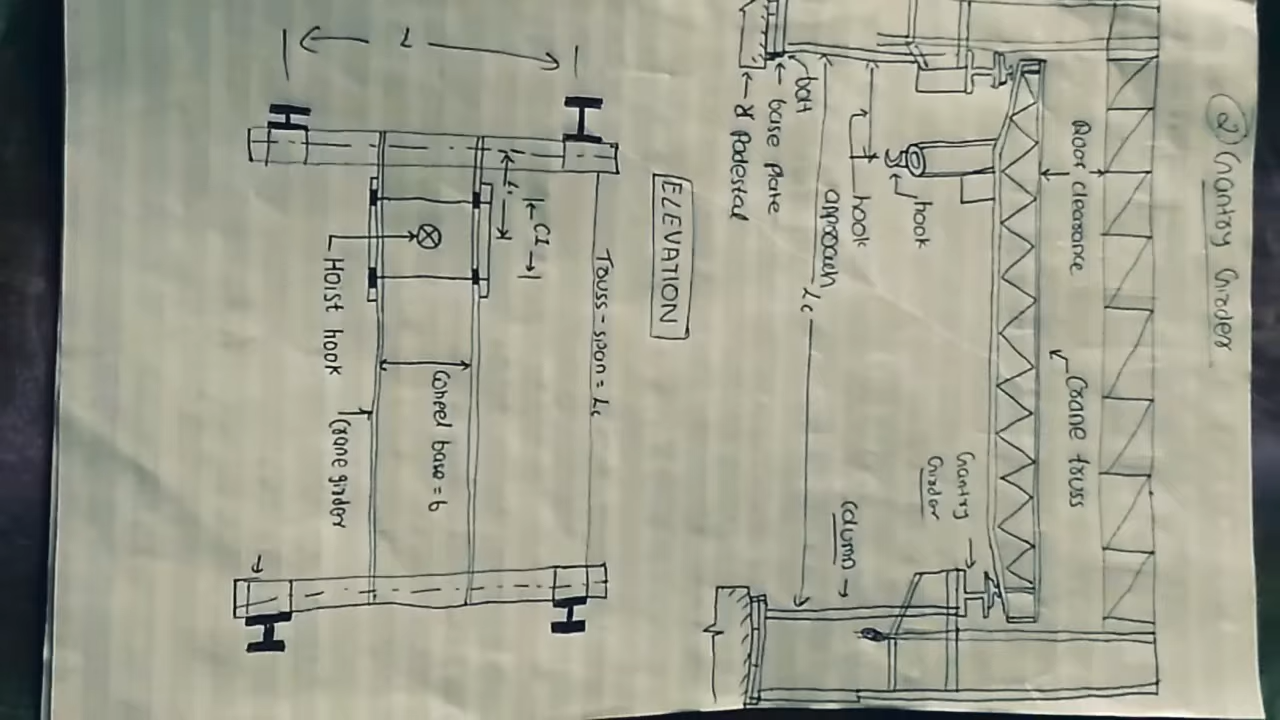 ② Gantry Girder
Roof clearance
Crane truss
hook
Gantry
Girder
hook
approach
column
Lc
bolt
base plate
Pedestal
ELEVATION
Truss-span = Lc
L
C1
wheel base = b
Hoist hook
Crane girder